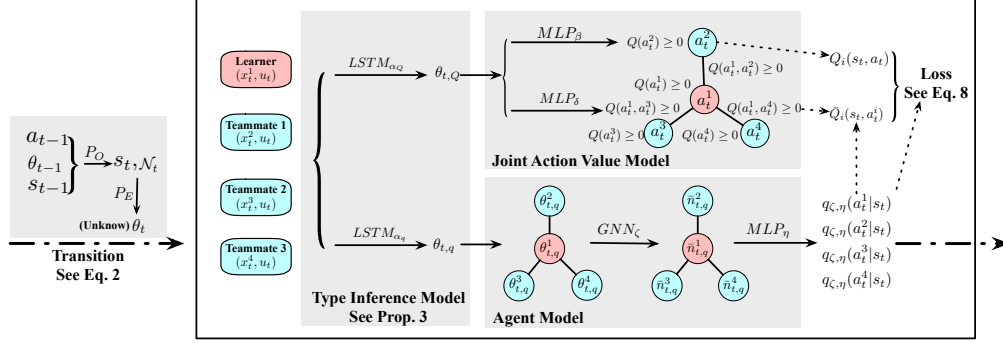 a_{t-1}
θ_{t-1}
s_{t-1}
P_O
s_t, 𝒩_t
P_E
(Unknow) θ_t
Transition
See Eq. 2
Learner
(x_t^1, u_t)
Teammate 1
(x_t^2, u_t)
Teammate 2
(x_t^3, u_t)
Teammate 3
(x_t^4, u_t)
LSTM_{α_Q}
θ_{t,Q}
LSTM_{α_q}
θ_{t,q}
Type Inference Model
See Prop. 3
MLP_β
MLP_δ
Q(a_t^2) ≥ 0
a_t^2
Q(a_t^1, a_t^2) ≥ 0
Q(a_t^1) ≥ 0
a_t^1
Q(a_t^1, a_t^3) ≥ 0
Q(a_t^1, a_t^4) ≥ 0
Q(a_t^3) ≥ 0
a_t^3
Q(a_t^4) ≥ 0
a_t^4
Joint Action Value Model
θ_{t,q}^2
θ_{t,q}^1
θ_{t,q}^3
θ_{t,q}^4
GNN_ζ
n̄_{t,q}^2
n̄_{t,q}^1
n̄_{t,q}^3
n̄_{t,q}^4
MLP_η
Agent Model
Q_i(s_t, a_t)
Q̄_i(s_t, a_t^i)
Loss
See Eq. 8
q_{ζ,η}(a_t^1|s_t)
q_{ζ,η}(a_t^2|s_t)
q_{ζ,η}(a_t^3|s_t)
q_{ζ,η}(a_t^4|s_t)